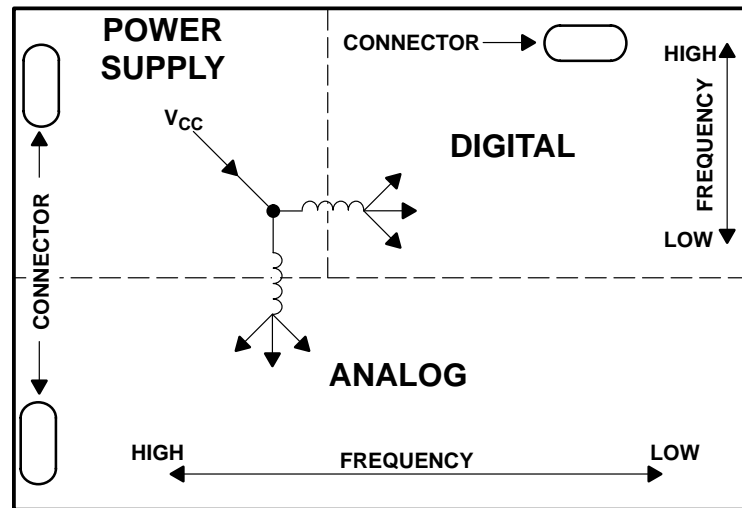 POWER
SUPPLY
CONNECTOR
HIGH
FREQUENCY
LOW
VCC
DIGITAL
CONNECTOR
ANALOG
HIGH
FREQUENCY
LOW